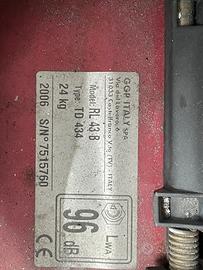 GGP ITALY SPA
Via del Lavoro, 6
31033 Castelfranco V.to (TV) - ITALY
Model: RL 43-B
Type: TD 434
24 kg
2006 S/N° 7515760
CE
LWA
96
dB